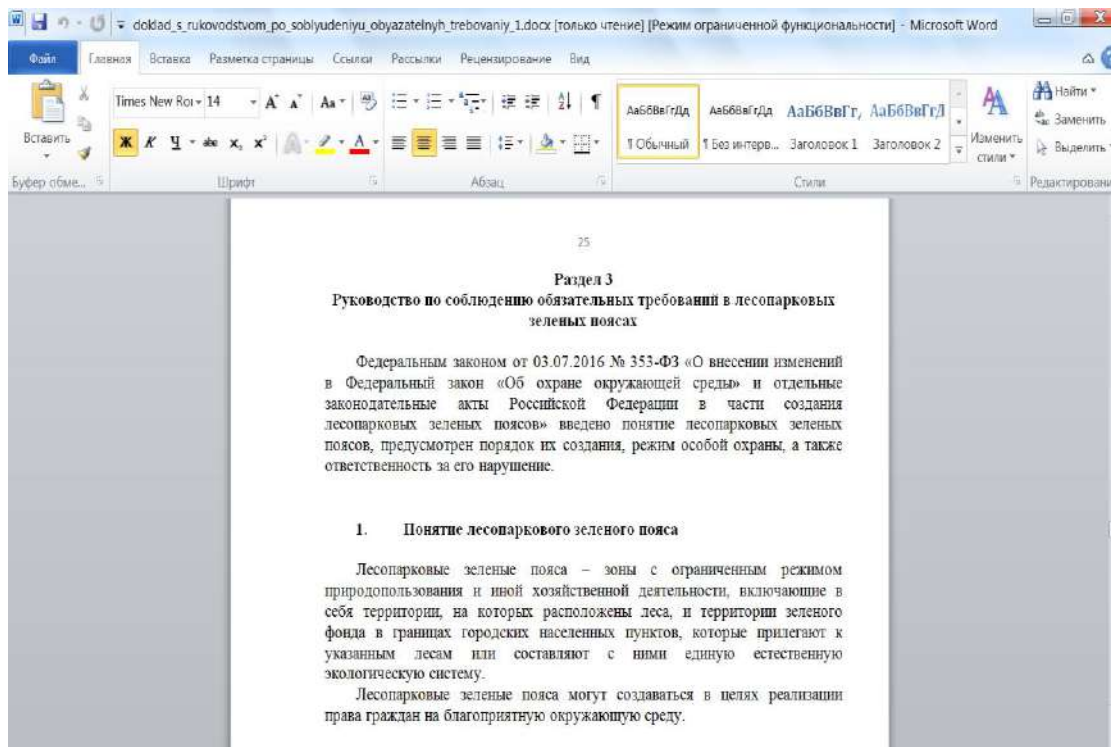 doklad_s_rukovodstvom_po_soblyudeniyu_obyazatelnyh_trebovaniy_1.docx [только чтение] [Режим ограниченной функциональности] - Microsoft Word
Файл Главная Вставка Разметка страницы Ссылки Рассылки Рецензирование Вид
Times New Ro 14 Аа
Найти
Заменить
Выделить
Вставить
Ж К Ч abc x, x² А А
АаБбВвГгДд АаБбВвГгДд АаБбВвГг, АаБбВвГгД
¶ Обычный ¶ Без интерв... Заголовок 1 Заголовок 2
Изменить
стили
Буфер обме... Шрифт Абзац Стили Редактировани
25
Раздел 3
Руководство по соблюдению обязательных требований в лесопарковых
зеленых поясах
Федеральным законом от 03.07.2016 № 353-ФЗ «О внесении изменений
в Федеральный закон «Об охране окружающей среды» и отдельные
законодательные акты Российской Федерации в части создания
лесопарковых зеленых поясов» введено понятие лесопарковых зеленых
поясов, предусмотрен порядок их создания, режим особой охраны, а также
ответственность за его нарушение.
1. Понятие лесопаркового зеленого пояса
Лесопарковые зеленые пояса – зоны с ограниченным режимом
природопользования и иной хозяйственной деятельности, включающие в
себя территории, на которых расположены леса, и территории зеленого
фонда в границах городских населенных пунктов, которые прилегают к
указанным лесам или составляют с ними единую естественную
экологическую систему.
Лесопарковые зеленые пояса могут создаваться в целях реализации
права граждан на благоприятную окружающую среду.